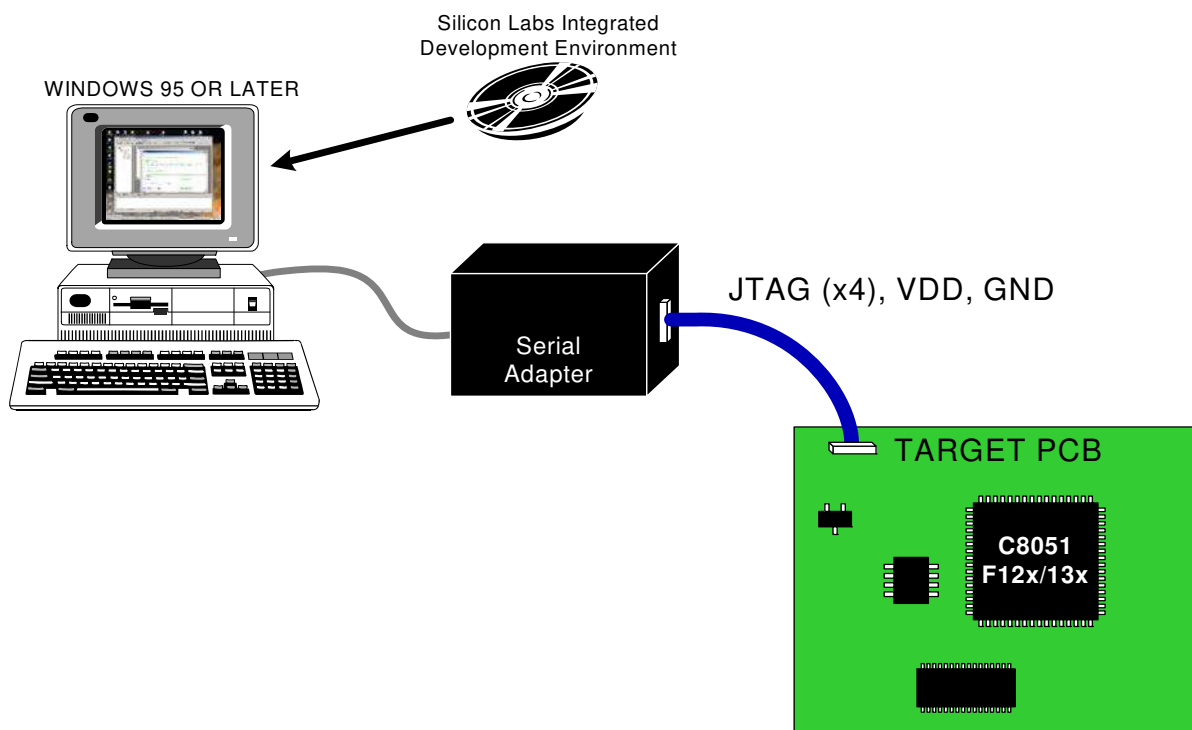 Silicon Labs Integrated
Development Environment
WINDOWS 95 OR LATER
JTAG (x4), VDD, GND
Serial
Adapter
TARGET PCB
C8051
F12x/13x